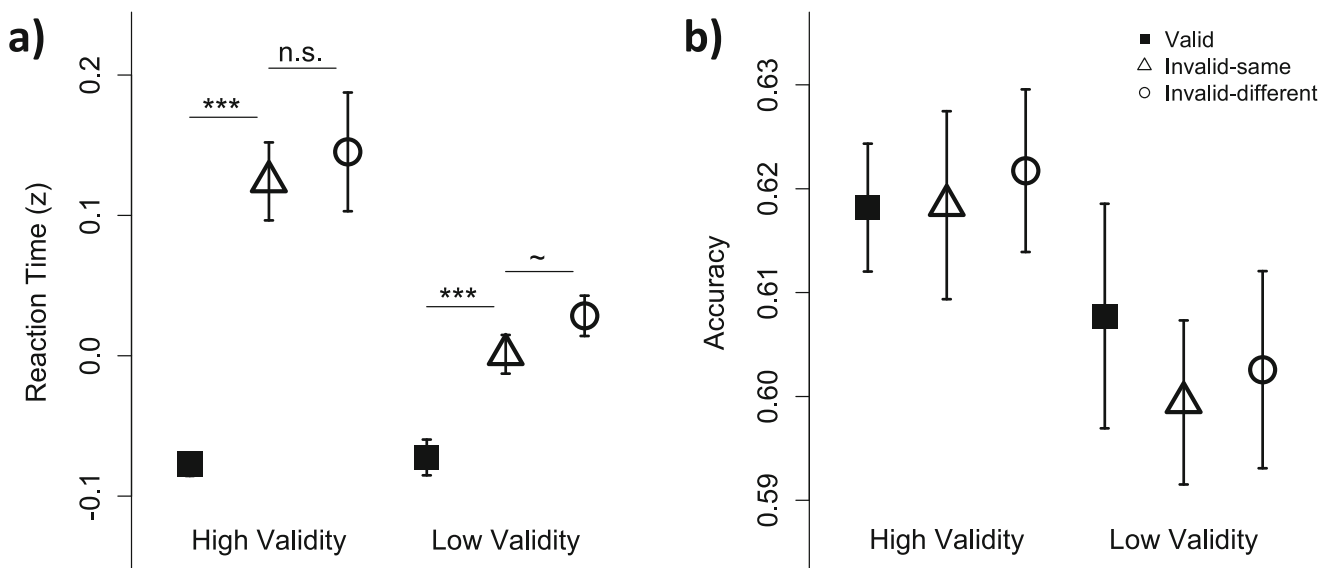 a)
Reaction Time (z)
0.2
0.1
0.0
-0.1
***
n.s.
***
~
High Validity
Low Validity
b)
Valid
Invalid-same
Invalid-different
Accuracy
0.63
0.62
0.61
0.60
0.59
High Validity
Low Validity